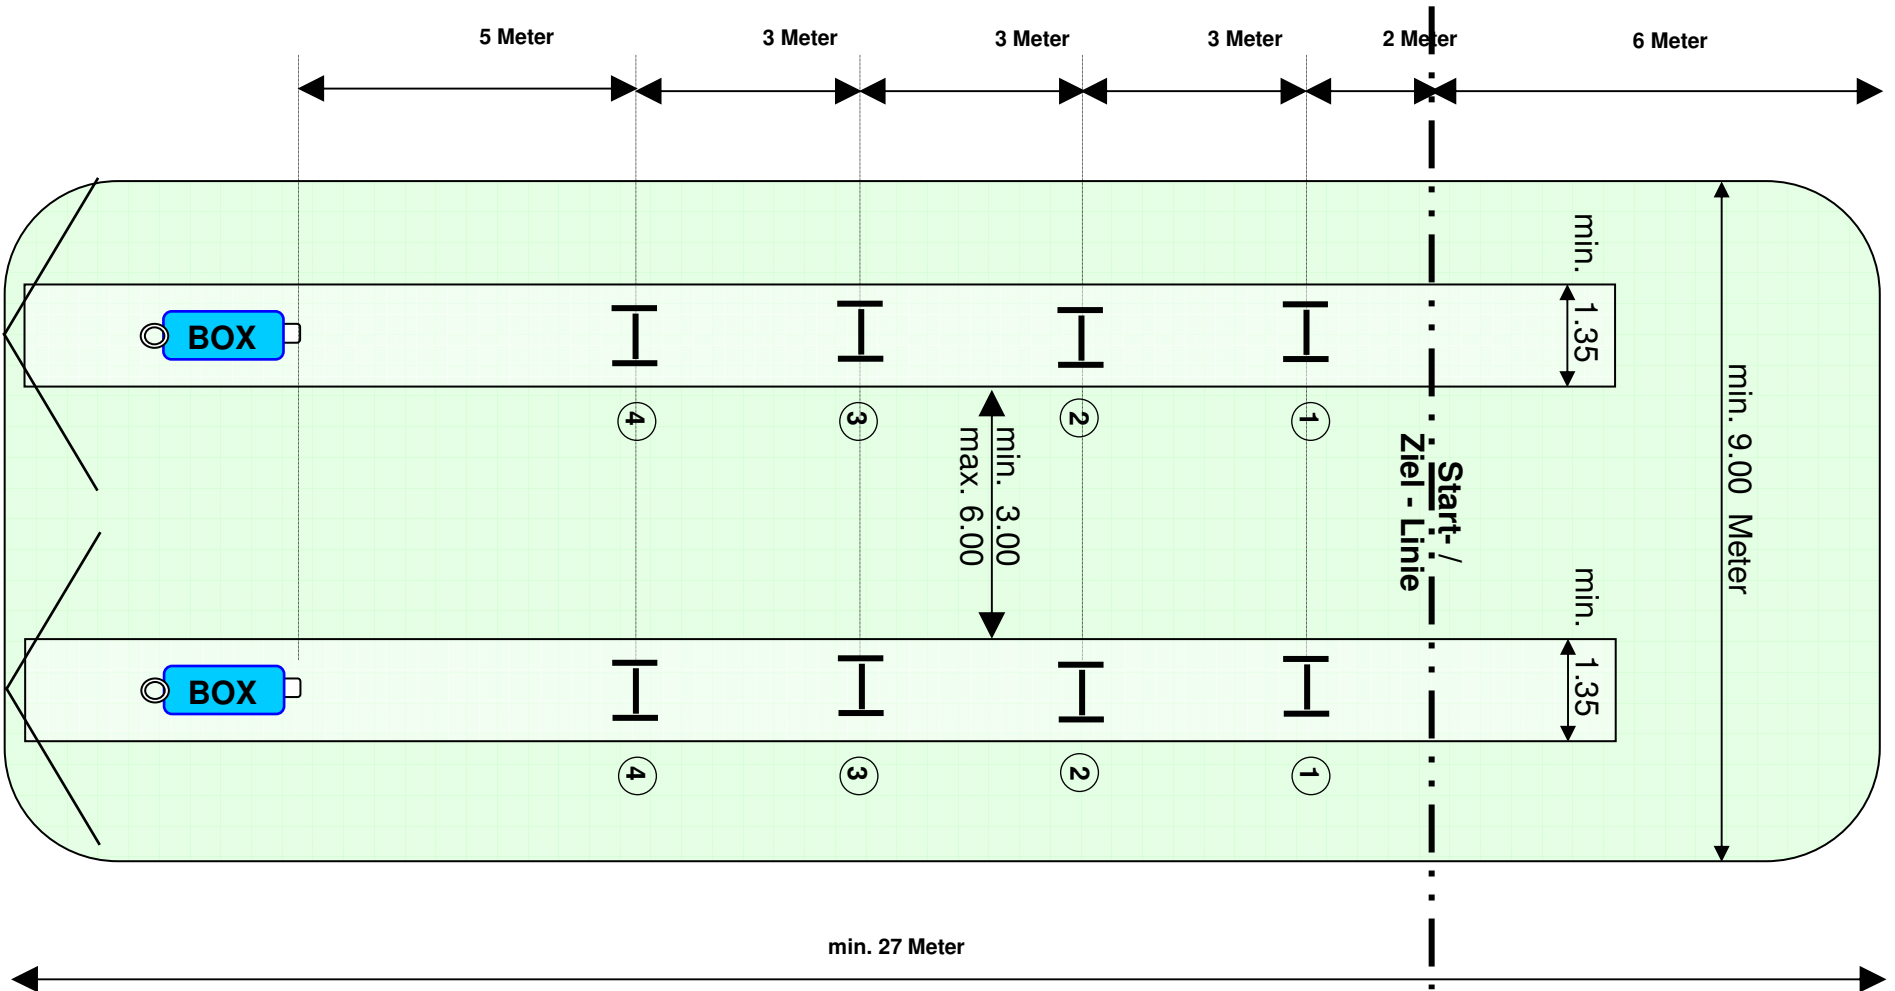 5 Meter
3 Meter
3 Meter
3 Meter
2 Meter
6 Meter
min.
1.35
BOX
4
3
2
1
min. 3.00
max. 6.00
Start- /
Ziel - Linie
min. 9.00 Meter
min.
1.35
BOX
4
3
2
1
min. 27 Meter